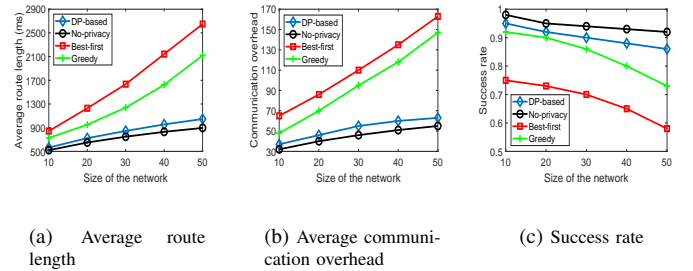 Average route length (ms)
2900
2500
2100
1700
1300
900
500
DP-based
No-privacy
Best-first
Greedy
10 20 30 40 50
Size of the network
(a) Average route
length
Communication overhead
170
150
130
110
90
70
50
30
DP-based
No-privacy
Best-first
Greedy
10 20 30 40 50
Size of the network
(b) Average communi-
cation overhead
Success rate
1
0.9
0.8
0.7
0.6
0.5
DP-based
No-privacy
Best-first
Greedy
10 20 30 40 50
Size of the network
(c) Success rate